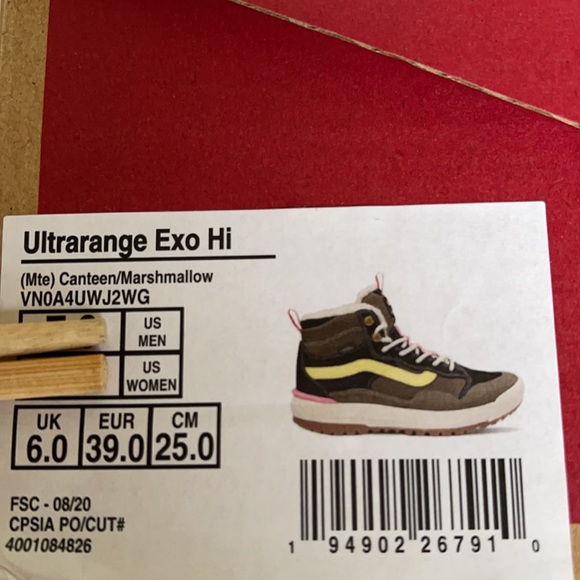 Ultrarange Exo Hi
(Mte) Canteen/Marshmallow
VN0A4UWJ2WG
US
MEN
US
WOMEN
UK EUR CM
6.0 39.0 25.0
FSC - 08/20
CPSIA PO/CUT#
4001084826
1 94902 26791 0